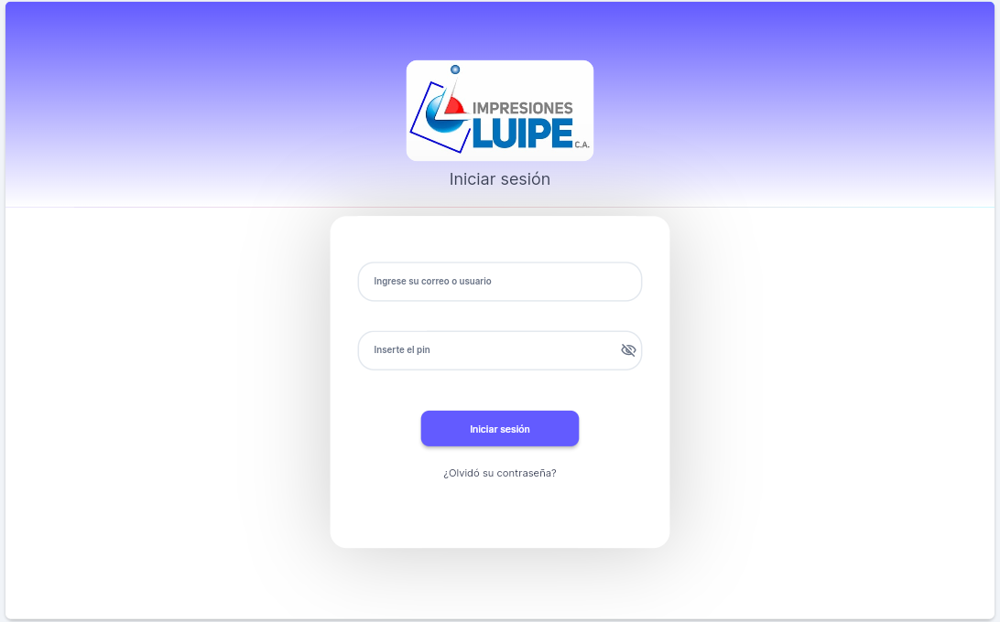 IMPRESIONES
LUIPE C.A.
Iniciar sesión
Ingrese su correo o usuario
Inserte el pin
Iniciar sesión
¿Olvidó su contraseña?